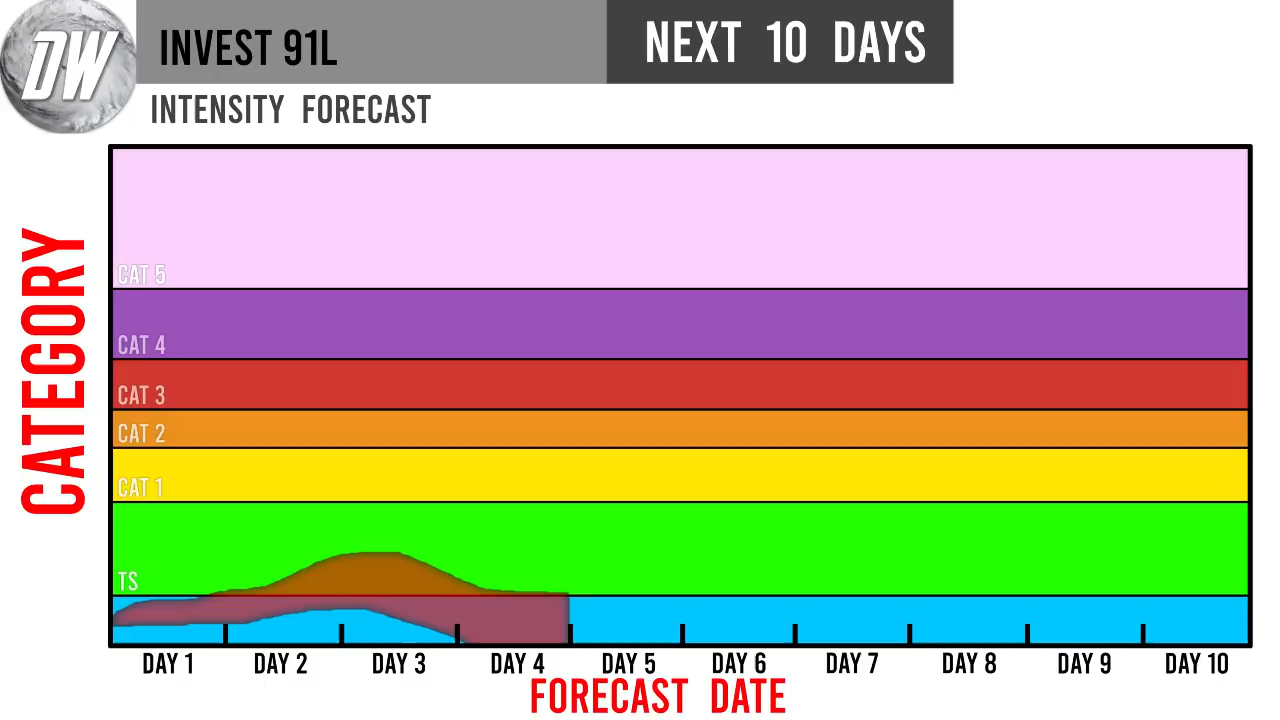 DW
INVEST 91L
NEXT 10 DAYS
INTENSITY FORECAST
CATEGORY
CAT 5
CAT 4
CAT 3
CAT 2
CAT 1
TS
DAY 1 DAY 2 DAY 3 DAY 4 DAY 5 DAY 6 DAY 7 DAY 8 DAY 9 DAY 10
FORECAST DATE